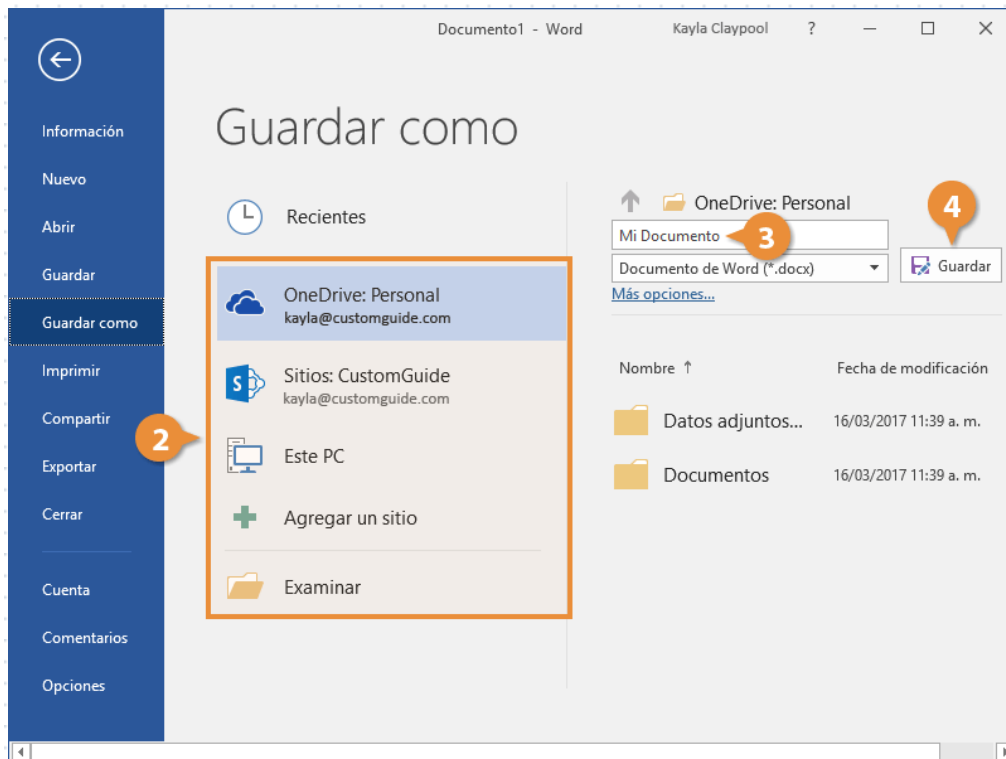 Documento1 - Word
Kayla Claypool
?
Información
Nuevo
Abrir
Guardar
Guardar como
Imprimir
Compartir
Exportar
Cerrar
Cuenta
Comentarios
Opciones
Guardar como
Recientes
2
OneDrive: Personal
kayla@customguide.com
S
Sitios: CustomGuide
kayla@customguide.com
Este PC
Agregar un sitio
Examinar
OneDrive: Personal
Mi Documento
3
4
Documento de Word (*.docx)
Guardar
Más opciones...
Nombre ↑ Fecha de modificación
Datos adjuntos... 16/03/2017 11:39 a. m.
Documentos 16/03/2017 11:39 a. m.